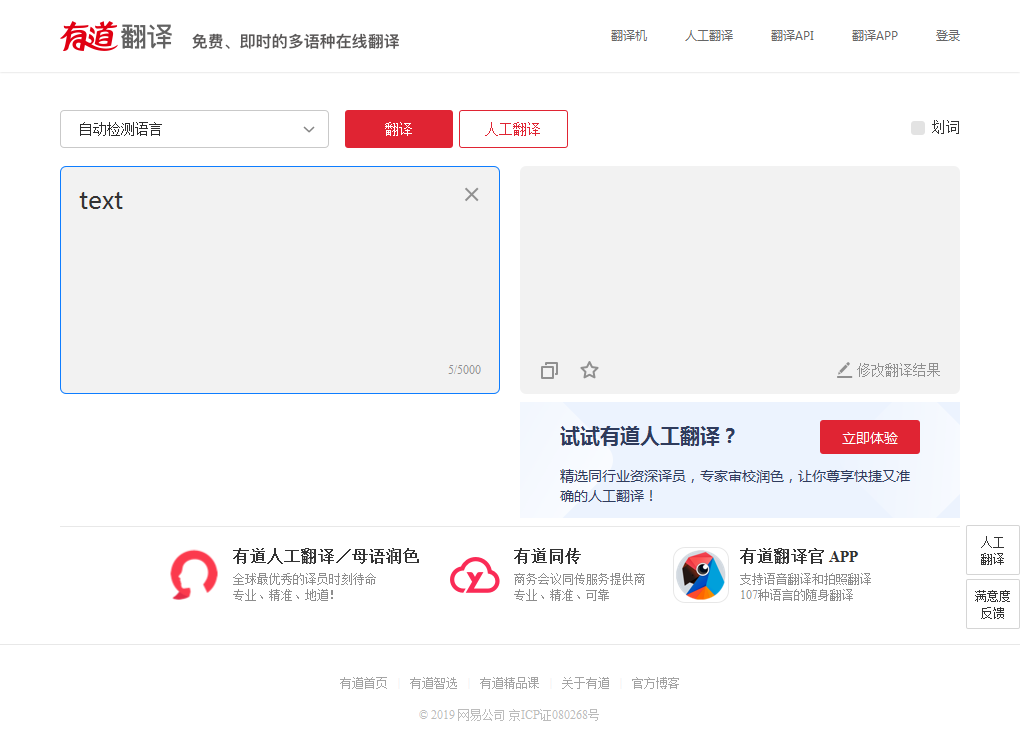 有道翻译 免费、即时的多语种在线翻译
翻译机 人工翻译 翻译API 翻译APP 登录
自动检测语言 翻译 人工翻译 划词
text
5/5000
修改翻译结果
试试有道人工翻译？ 立即体验
精选同行业资深译员，专家审校润色，让你尊享快捷又准
确的人工翻译！
人工
翻译
有道人工翻译／母语润色
全球最优秀的译员时刻待命
专业、精准、地道!
有道同传
商务会议同传服务提供商
专业、精准、可靠
有道翻译官 APP
支持语音翻译和拍照翻译
107种语言的随身翻译
满意度
反馈
有道首页 有道智选 有道精品课 关于有道 官方博客
© 2019 网易公司 京ICP证080268号